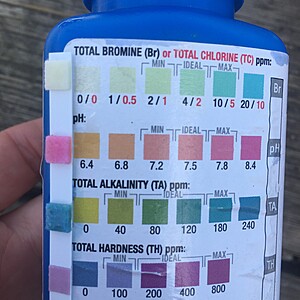 TOTAL BROMINE (Br) or TOTAL CHLORINE (TC) ppm:
MIN IDEAL MAX
0 / 0 1 / 0.5 2 / 1 4 / 2 10 / 5 20 / 10
Br
pH:
MIN IDEAL MAX
6.4 6.8 7.2 7.5 7.8 8.4
pH
TOTAL ALKALINITY (TA) ppm:
MIN IDEAL MAX
0 40 80 120 180 240
TA
TOTAL HARDNESS (TH) ppm:
MIN IDEAL MAX
0 100 200 400 800
TH